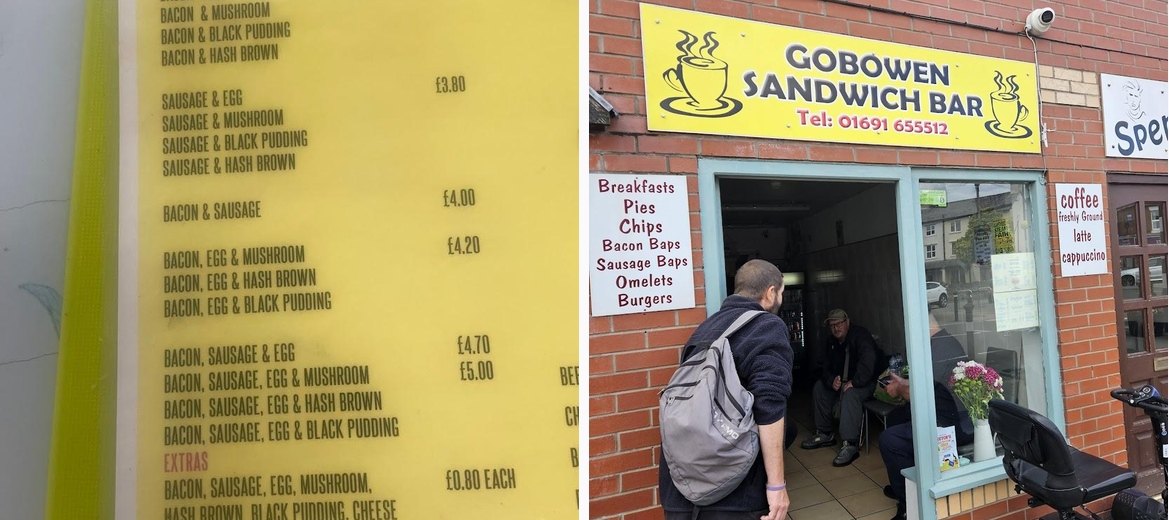 BACON & MUSHROOM
BACON & BLACK PUDDING
BACON & HASH BROWN
£3.80
SAUSAGE & EGG
SAUSAGE & MUSHROOM
SAUSAGE & BLACK PUDDING
SAUSAGE & HASH BROWN
BACON & SAUSAGE £4.00
£4.20
BACON, EGG & MUSHROOM
BACON, EGG & HASH BROWN
BACON, EGG & BLACK PUDDING
BACON, SAUSAGE & EGG £4.70
BACON, SAUSAGE, EGG & MUSHROOM £5.00
BACON, SAUSAGE, EGG & HASH BROWN
BACON, SAUSAGE, EGG & BLACK PUDDING
EXTRAS
BACON, SAUSAGE, EGG, MUSHROOM, £0.80 EACH
HASH BROWN, BLACK PUDDING, CHEESE
GOBOWEN
SANDWICH BAR
Tel: 01691 655512
Breakfasts
Pies
Chips
Bacon Baps
Sausage Baps
Omelets
Burgers
coffee
freshly Ground
latte
cappuccino